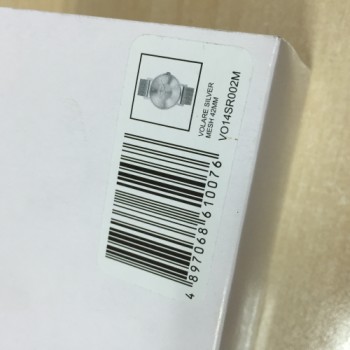 VOLARE SILVER
MESH 42MM
VO14SR002M
4 897068 610076